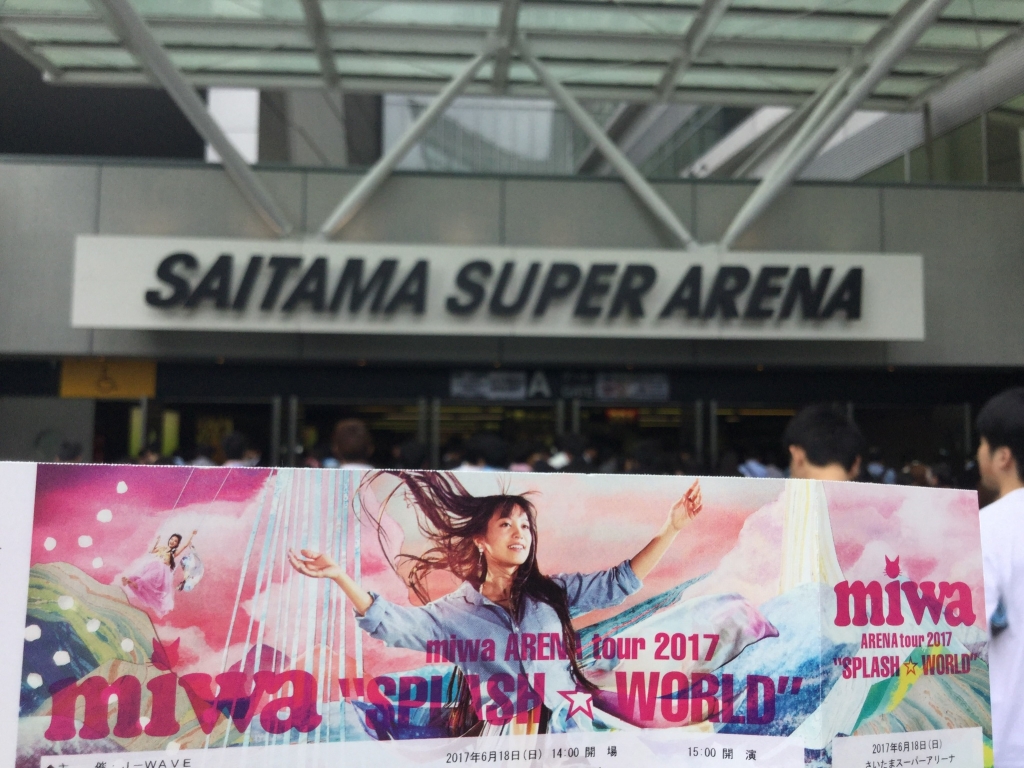 SAITAMA SUPER ARENA
A
miwa ARENA tour 2017
miwa "SPLASH☆WORLD"
2017年6月18日(日) 14:00 開 場 15:00 開 演
miwa
ARENA tour 2017
"SPLASH☆WORLD"
2017年6月18日(日)
さいたまスーパーアリーナ
◆主 催:J-WAVE